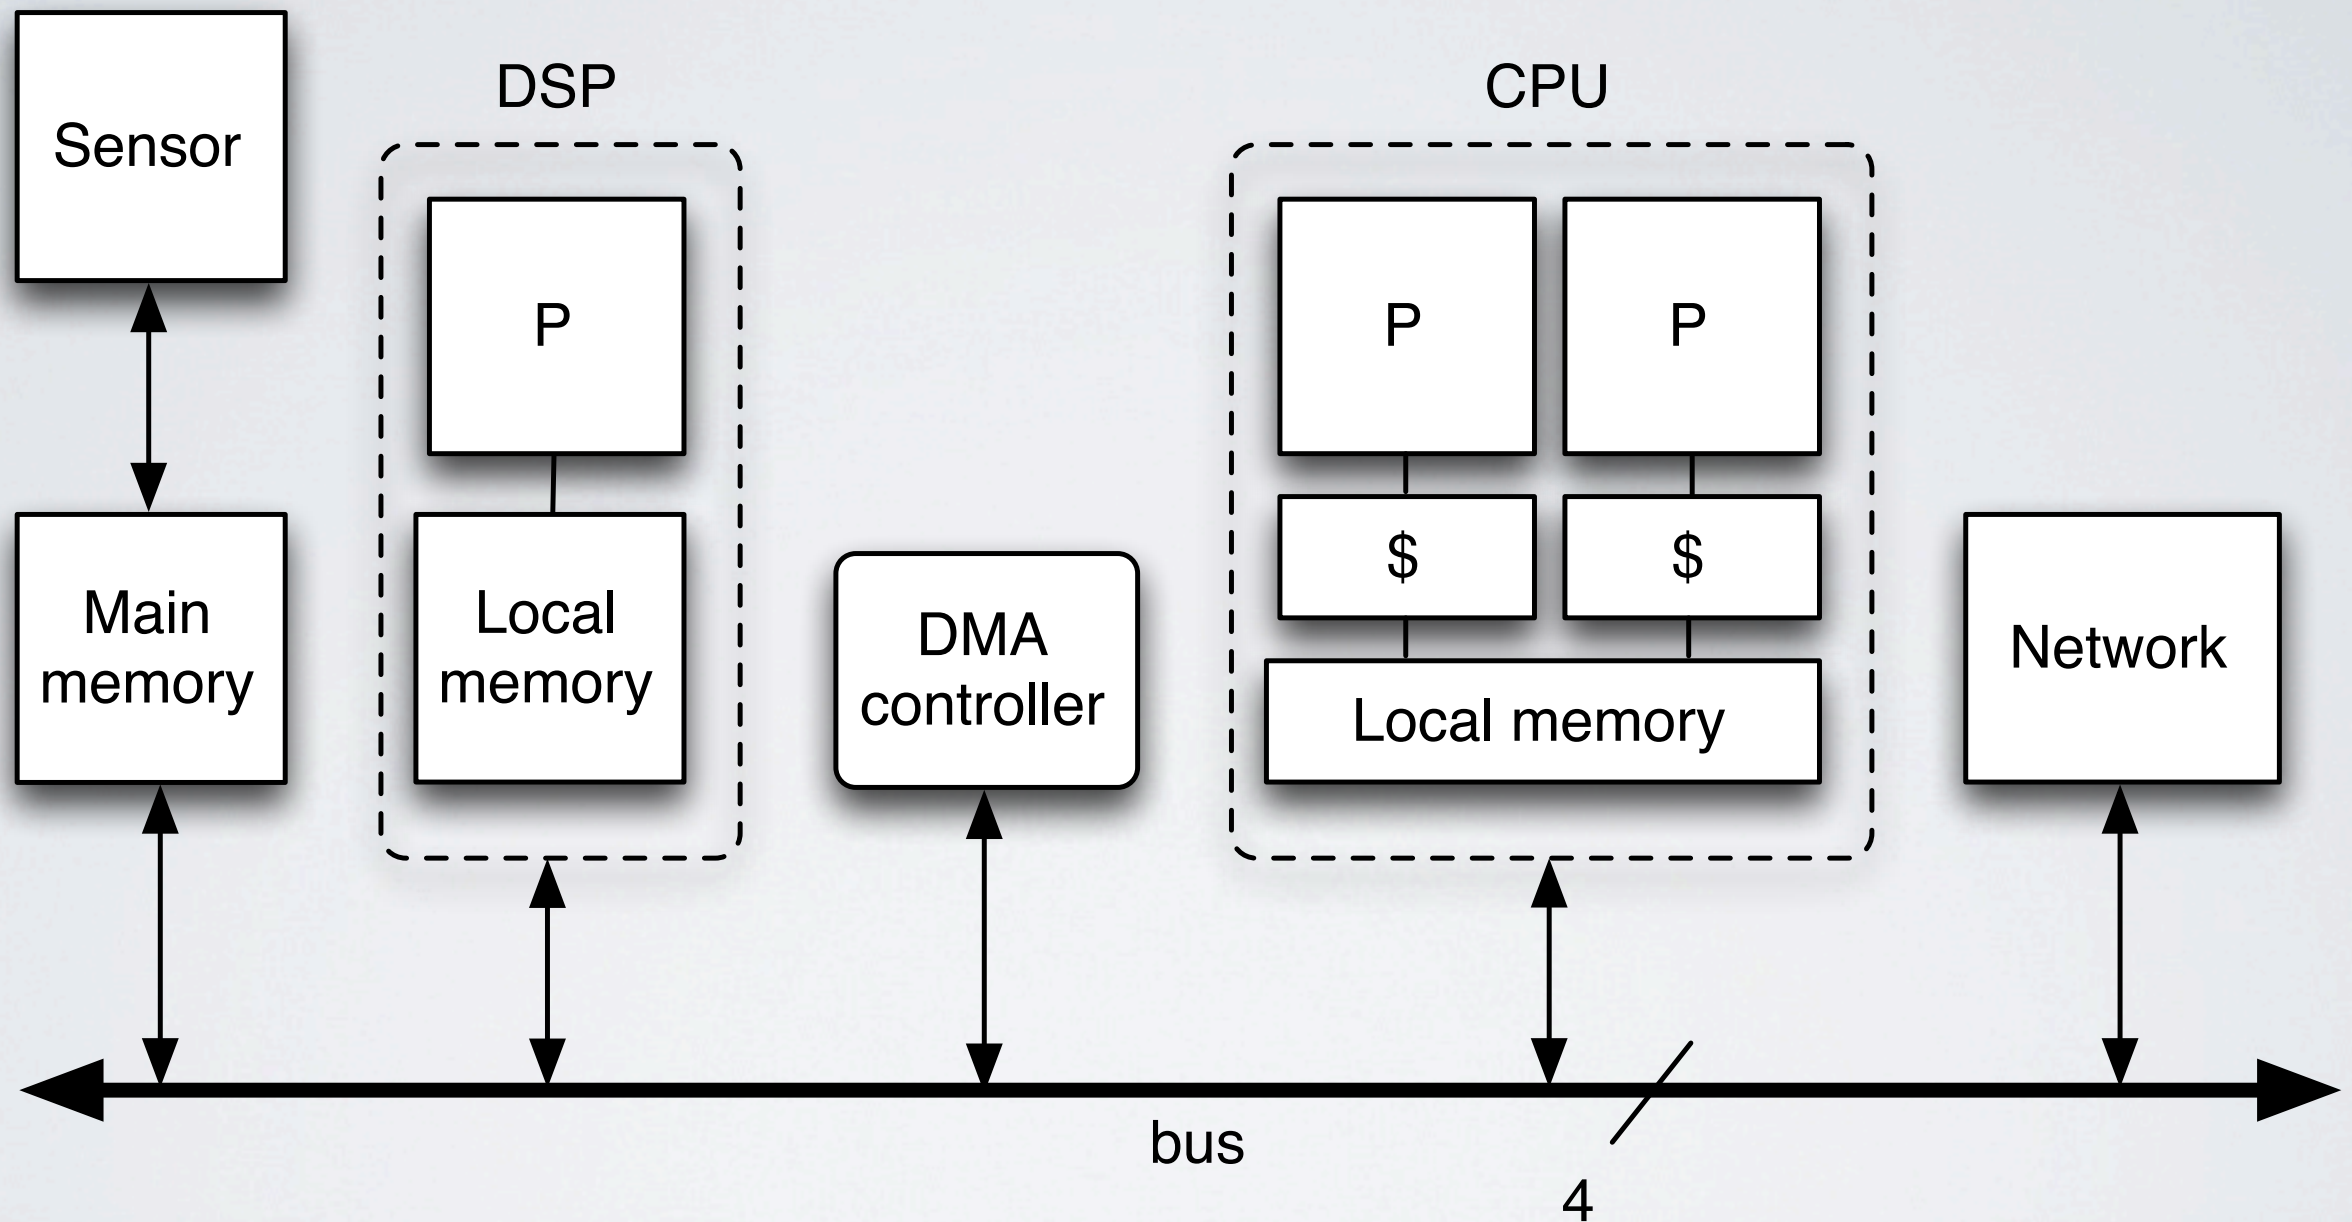 Sensor
DSP
CPU
P
P
P
$
$
Main
memory
Local
memory
DMA
controller
Local memory
Network
bus
4